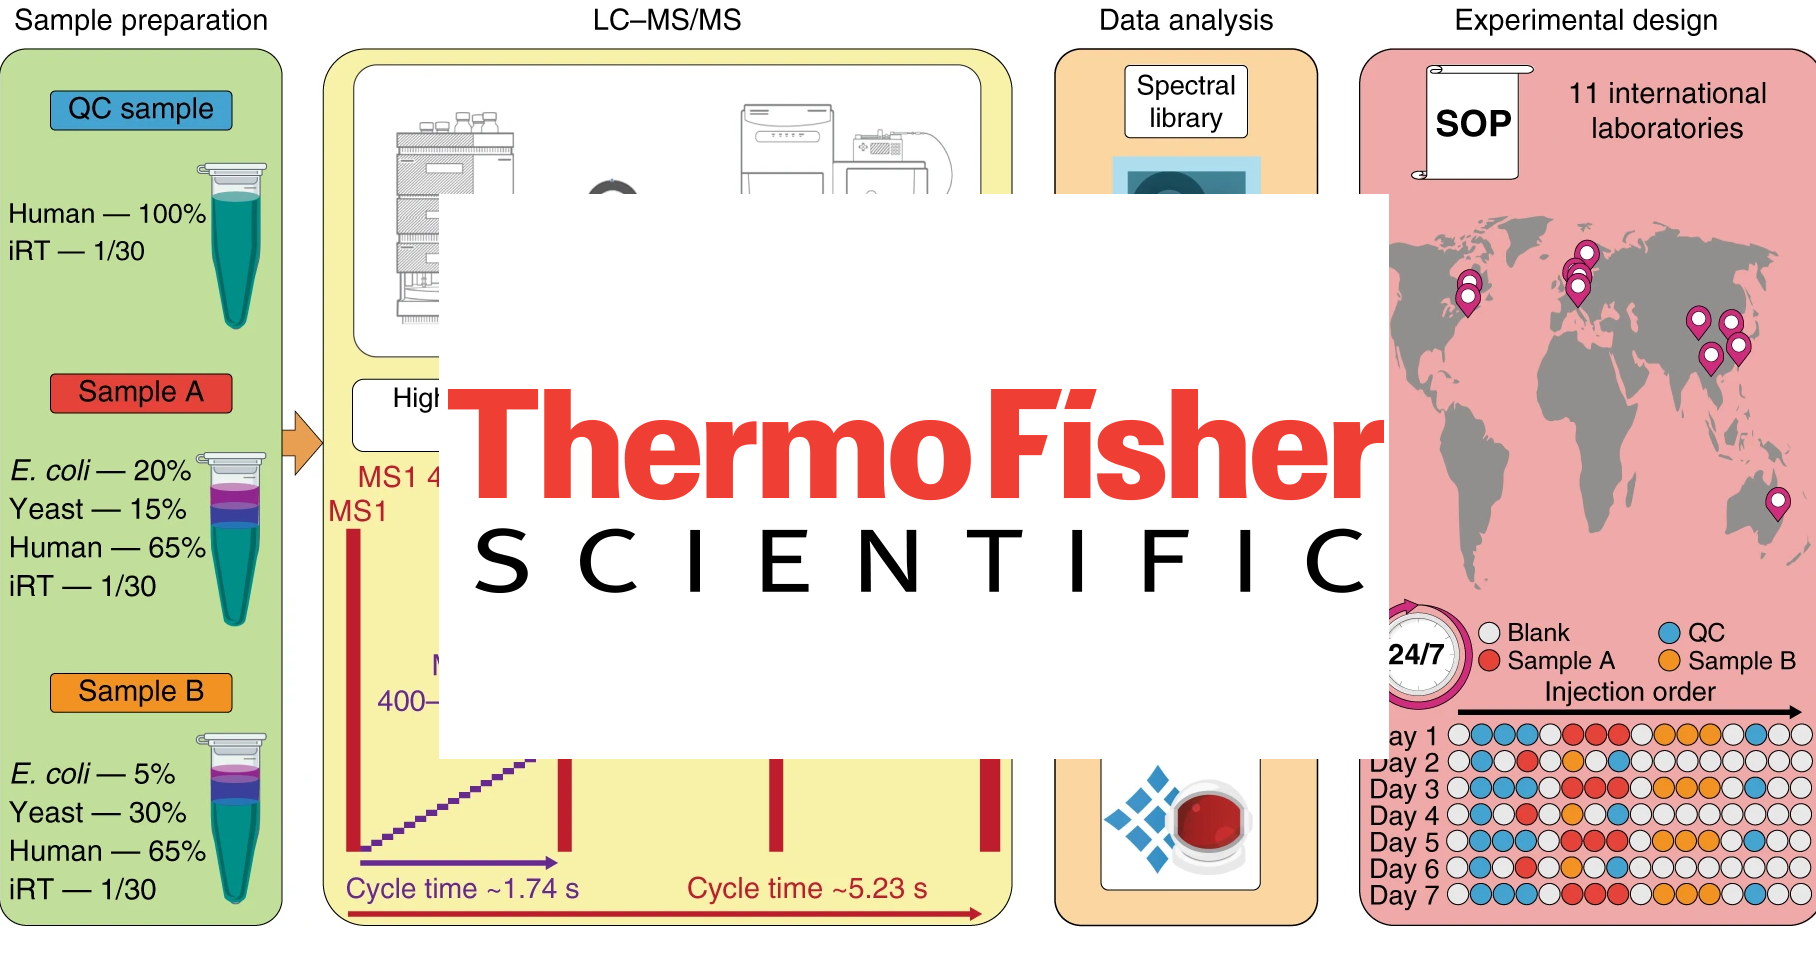 Sample preparation
LC–MS/MS
Data analysis
Experimental design
QC sample
Human — 100%
iRT — 1/30
Sample A
E. coli — 20%
Yeast — 15%
Human — 65%
iRT — 1/30
Sample B
E. coli — 5%
Yeast — 30%
Human — 65%
iRT — 1/30
High
MS1 4
MS1
400–
Cycle time ~1.74 s
Cycle time ~5.23 s
Thermo Fisher
SCIENTIFIC
Spectral
library
SOP
11 international
laboratories
24/7
Blank
QC
Sample A
Sample B
Injection order
ay 1
Day 2
Day 3
Day 4
Day 5
Day 6
Day 7